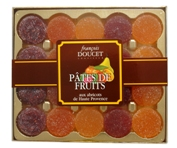 françois
DOUCET
PÂTES DE
FRUITS
aux abricots
de Haute Provence